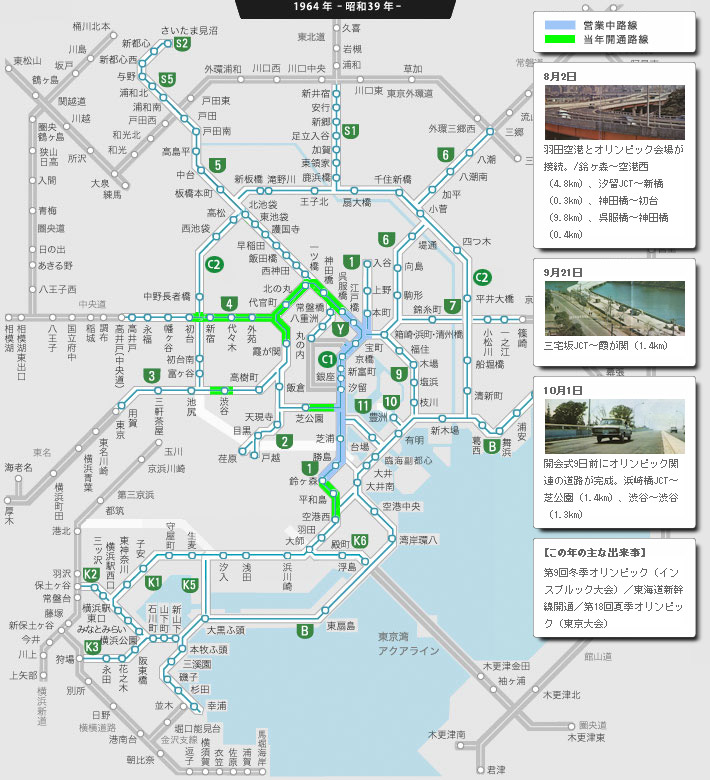 1964年 -昭和39年-
営業中路線
当年開通路線
8月2日
羽田空港とオリンピック会場が
接続。/鈴ヶ森～空港西
（4.8km）、汐留JCT～新橋
（0.3km）、神田橋～初台
（9.8km）、呉服橋～神田橋
（0.4km）
9月21日
三宅坂JCT～霞が関（1.4km）
10月1日
開会式9日前にオリンピック関
連の道路が完成。浜崎橋JCT～
芝公園（1.4km）、渋谷～渋谷
（1.3km）
【この年の主な出来事】
第9回冬季オリンピック（イン
スブルック大会）／東海道新幹
線開通／第18回夏季オリンピッ
ク（東京大会）
桶川北本
さいたま見沼
新都心
S2
川島
新都心西
東松山
坂戸
与野
S5
鶴ヶ島
浦和北
関越道
浦和南
外環浦和
川口西
川口中央
東北道
久喜
岩槻
浦和
草加
常磐道
流山
川口東
東京外環道
新井宿
安行
新郷
足立入谷
加賀
東領家
鹿浜橋
S1
外環三郷西
三郷
八潮
6
八潮南
加平
圏央
鶴ヶ島
川越
戸田西
戸田東
戸田
戸田南
和光北
和光
狭山
日高
所沢
高島平
入間
大泉
練馬
中台
板橋本町
5
新板橋
滝野川
王子北
扇大橋
千住新橋
小菅
青梅
圏央道
日の出
あきる野
八王子西
高松
北池袋
東池袋
護国寺
西池袋
早稲田
飯田橋
西神田
C2
一ツ橋
神田橋
呉服橋
江戸橋
1
入谷
上野
本町
6
堤通
向島
駒形
錦糸町
四つ木
C2
平井大橋
7
京葉
小松川
一之江
篠崎
船堀橋
中央道
中野長者橋
相模湖
相模湖東出口
八王子
国立府中
稲城
調布
高井戸（中央道）
高井戸
永福
幡ヶ谷
初台
新宿
代々木
外苑
4
代官町
北の丸
霞が関
常盤橋
八重洲
丸の内
Y
C1
銀座
宝町
京橋
新富町
汐留
箱崎・浜町・清洲橋
福住
木場
塩浜
枝川
9
10
11
豊洲
初台南
富ヶ谷
3
用賀
三軒茶屋
池尻
渋谷
高樹町
飯倉
天現寺
芝公園
目黒
荏原
戸越
2
東京
東名川崎
横浜青葉
東名
海老名
厚木
横浜町田
玉川
京浜川崎
第三京浜
都筑
港北
芝浦
勝島
台場
新木場
有明
臨海副都心
清新町
葛西
舞浜
浦安
B
鈴ヶ森
1
平和島
空港西
羽田
大師
大井
大井南
空港中央
湾岸環八
殿町
K6
浮島
羽沢
保土ヶ谷
常盤台
藤塚
新保土ヶ谷
今井
川上
上矢部
狩場
横浜新道
K2
三ッ沢
横浜駅西口
東神奈川
子安
守屋町
生麦
汐入
浅田
浜川崎
K1
K5
横浜駅東口
みなとみらい
横浜公園
石川町
山下町
新山下
K3
永田
花之木
阪東橋
大黒ふ頭
東扇島
B
本牧ふ頭
三溪園
磯子
杉田
幸浦
並木
別所
日野
横横道路
港南台
朝比奈
堀口能見台
金沢支線
逗子
横須賀
衣笠
佐原
浦賀
馬堀海岸
東京湾
アクアライン
木更津金田
袖ヶ浦
木更津北
館山道
圏央道
木更津東
木更津南
君津